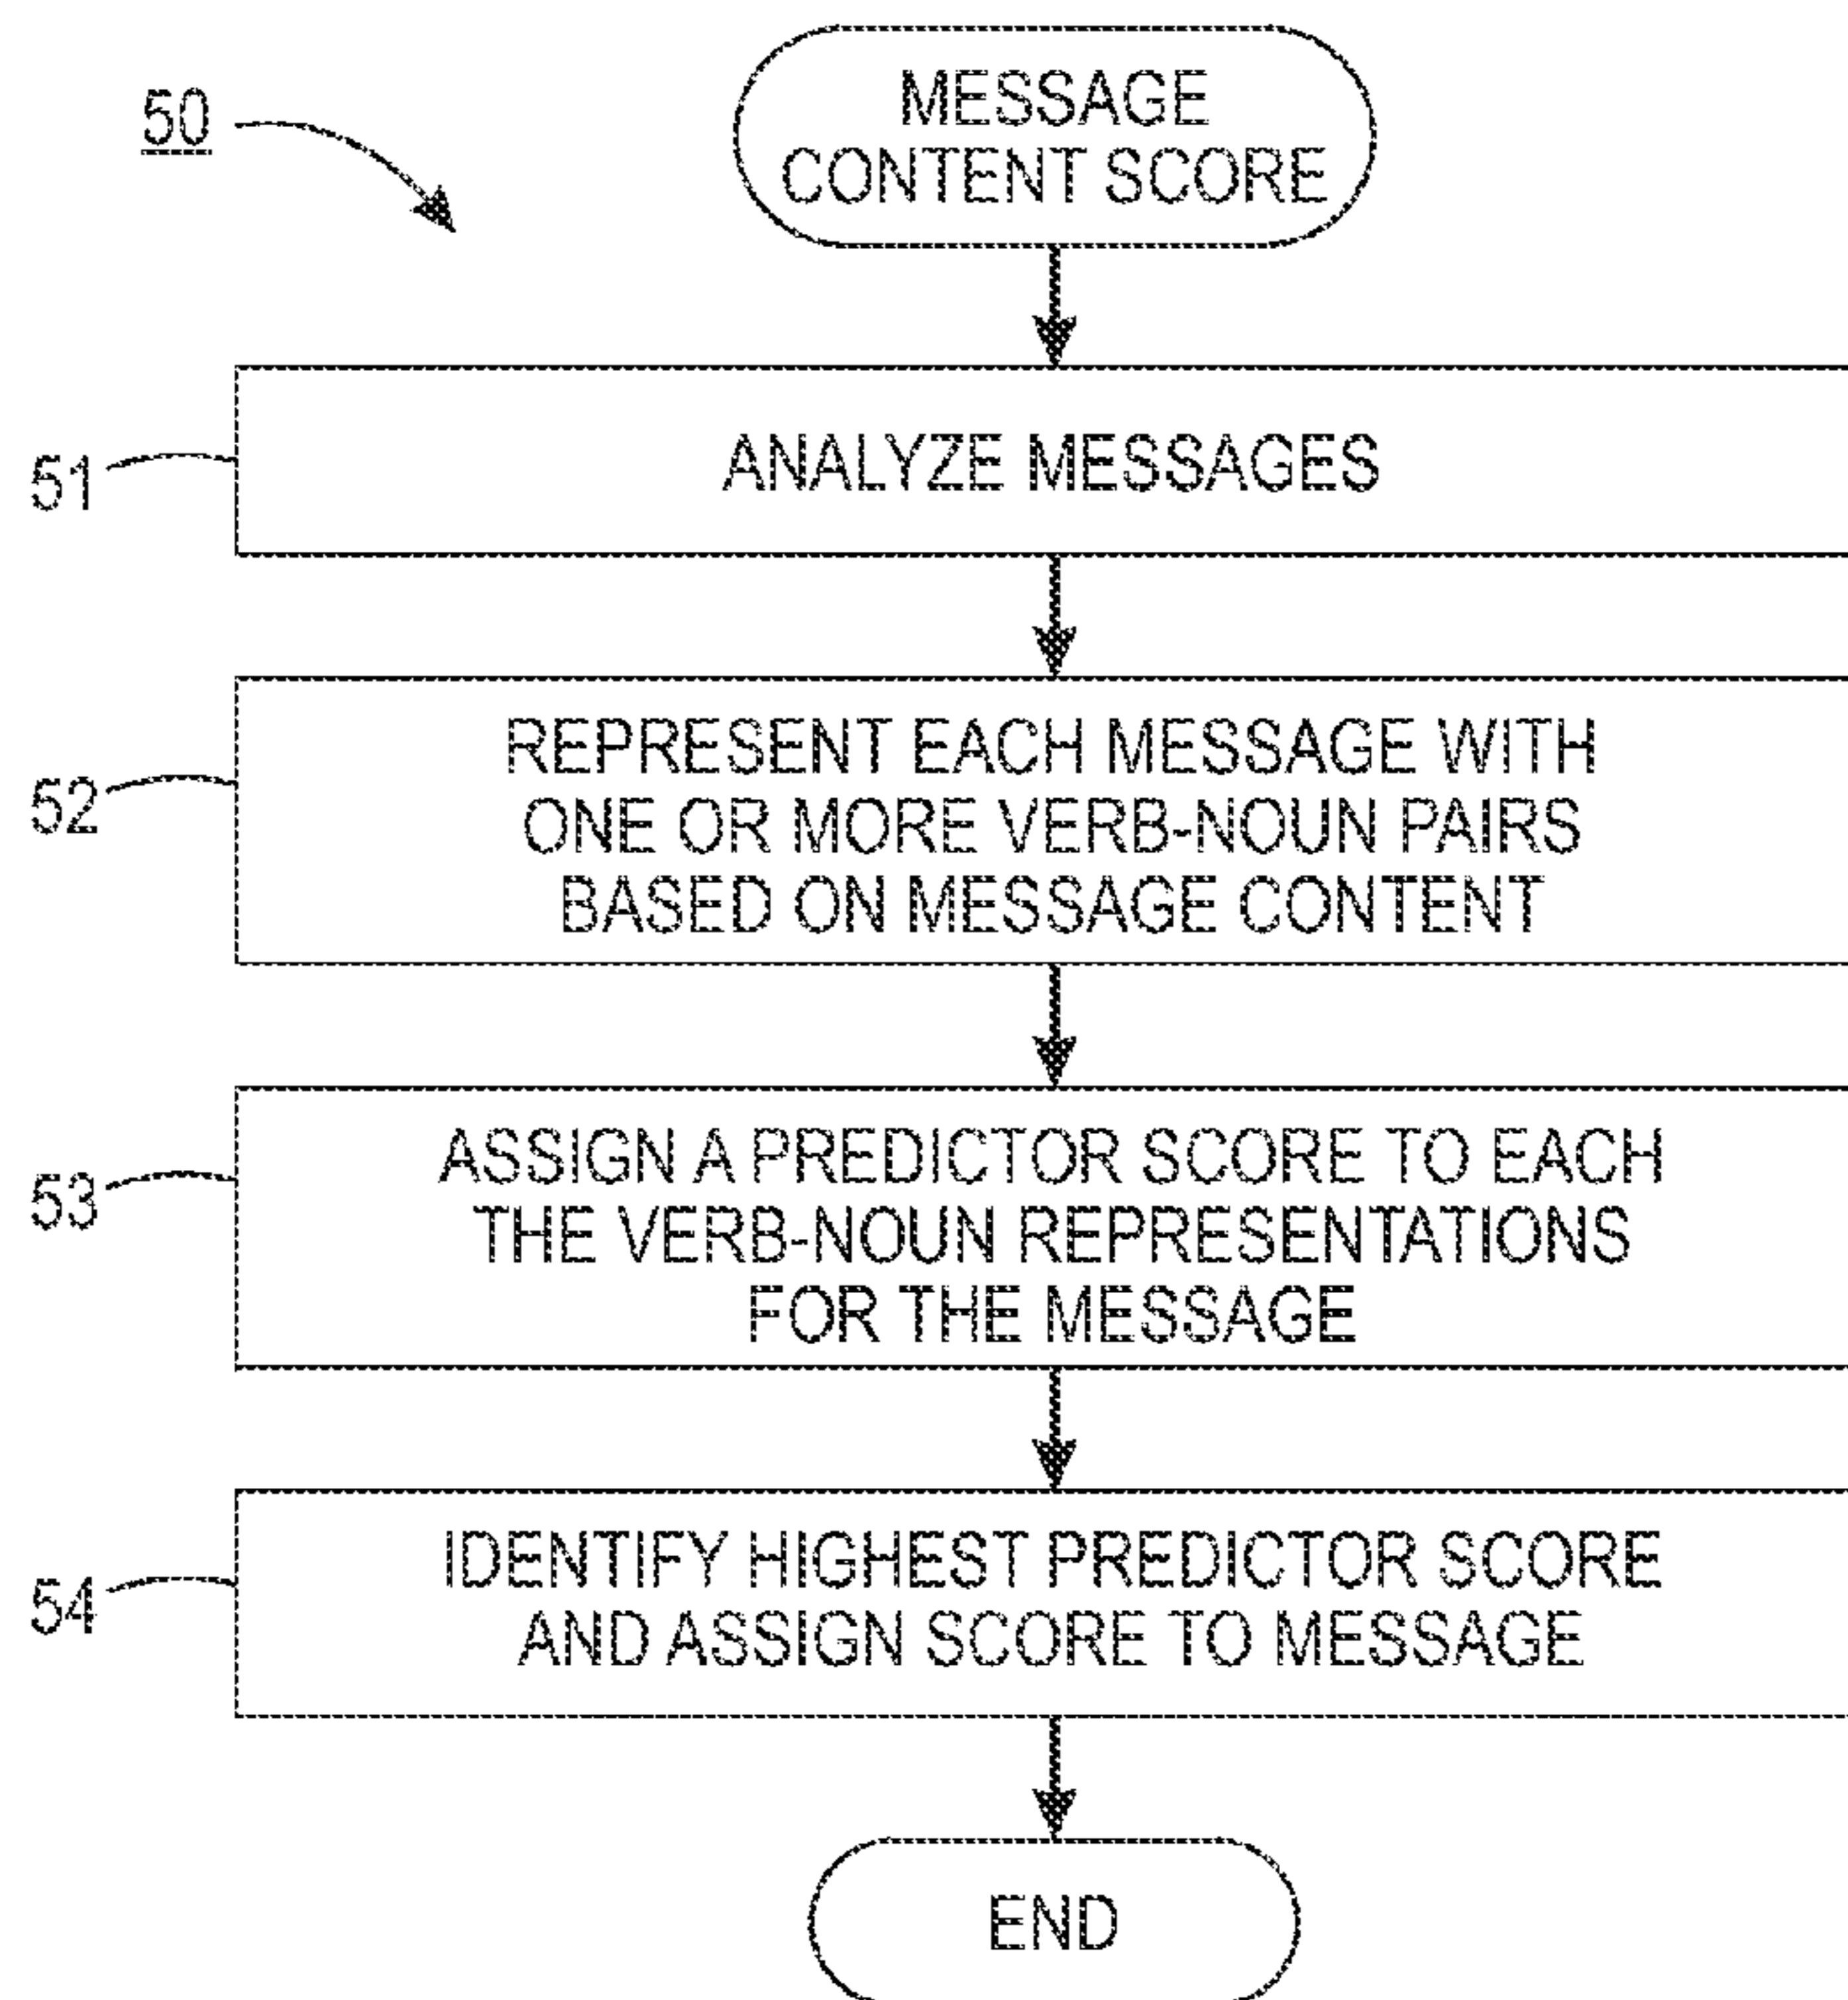 50
MESSAGE
CONTENT SCORE
51
ANALYZE MESSAGES
52
REPRESENT EACH MESSAGE WITH
ONE OR MORE VERB-NOUN PAIRS
BASED ON MESSAGE CONTENT
53
ASSIGN A PREDICTOR SCORE TO EACH
THE VERB-NOUN REPRESENTATIONS
FOR THE MESSAGE
54
IDENTIFY HIGHEST PREDICTOR SCORE
AND ASSIGN SCORE TO MESSAGE
END